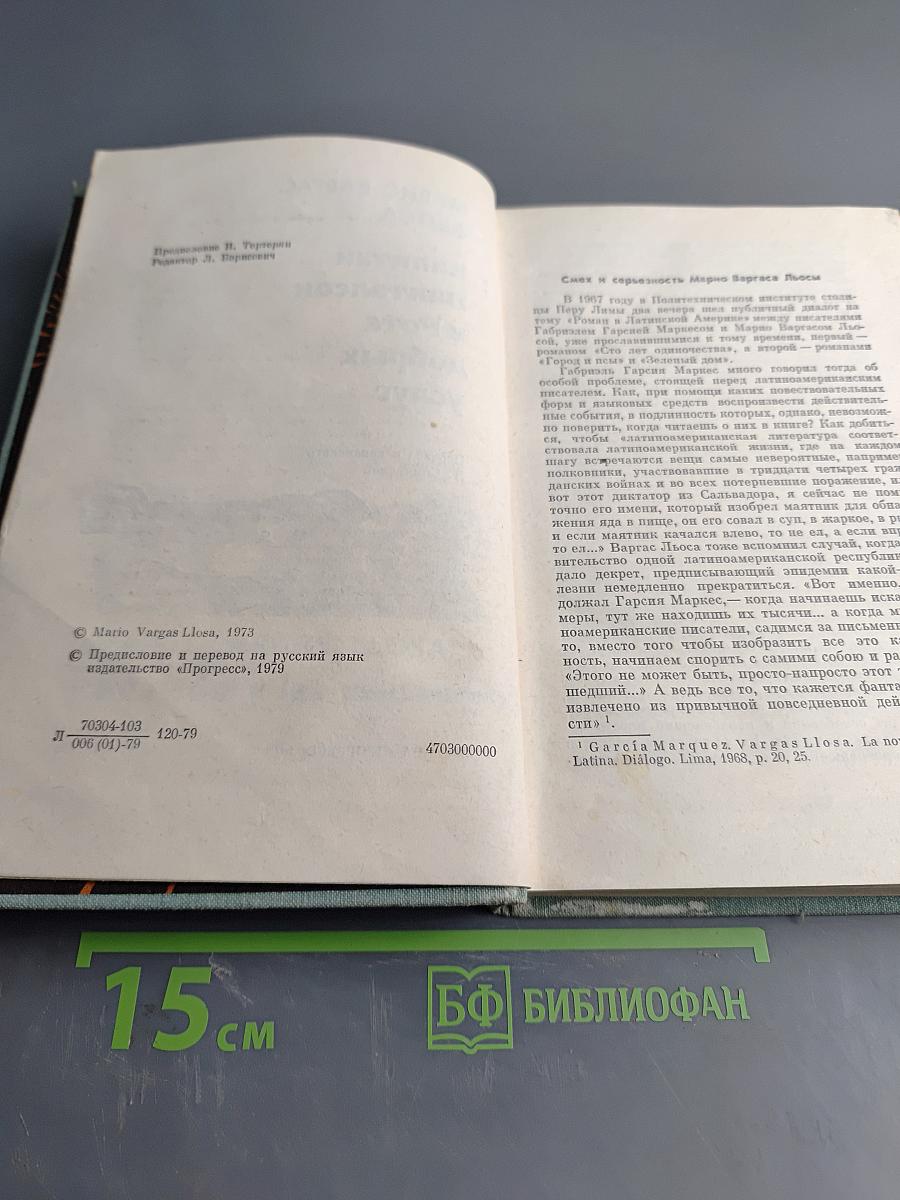 Предисловие И. Тертерян
Редактор Л. Борисевич
© Mario Vargas Llosa, 1973
© Предисловие и перевод на русский язык
издательство «Прогресс», 1979
Л 70304-103
006 (01)-79 120-79
4703000000
Смех и серьезность Марио Варгаса Льосы
В 1967 году в Политехническом институте столи-
цы Перу Лимы два вечера шел публичный диалог на
тему «Роман в Латинской Америке» между писателями
Габриэлем Гарсией Маркесом и Марио Варгасом Льо-
сой, уже прославившимися к тому времени, первый —
романом «Сто лет одиночества», а второй — романами
«Город и псы» и «Зеленый дом».
Габриэль Гарсия Маркес много говорил тогда об
особой проблеме, стоящей перед латиноамериканским
писателем. Как, при помощи каких повествовательных
форм и языковых средств воспроизвести действитель-
ные события, в подлинность которых, однако, невозмож-
но поверить, когда читаешь о них в книге? Как добить-
ся, чтобы «латиноамериканская литература соответ-
ствовала латиноамериканской жизни, где на каждом
шагу встречаются вещи самые невероятные, наприме
полковники, участвовавшие в тридцати четырех граж
данских войнах и во всех потерпевшие поражение, и
вот этот диктатор из Сальвадора, я сейчас не пом
точно его имени, который изобрел маятник для обна
жения яда в пище, он его совал в суп, в жаркое, в р
и если маятник качался влево, то не ел, а если впр
то ел...» Варгас Льоса тоже вспомнил случай, когда
вительство одной латиноамериканской республик
дало декрет, предписывающий эпидемии какой-
лезни немедленно прекратиться. «Вот именно,
должал Гарсия Маркес,— когда начинаешь иска
меры, тут же находишь их тысячи... а когда м
ноамериканские писатели, садимся за письменн
то, вместо того чтобы изобразить все это к
ность, начинаем спорить с самими собою и ра
«Этого не может быть, просто-напросто этот
шедший...» А ведь все то, что кажется фанта
извлечено из привычной повседневной дей
сти» ¹.
¹ García Marquez. Vargas Llosa. La nov
Latina. Diálogo. Lima, 1968, p. 20, 25.
15 см
БФ БИБЛИОФАН